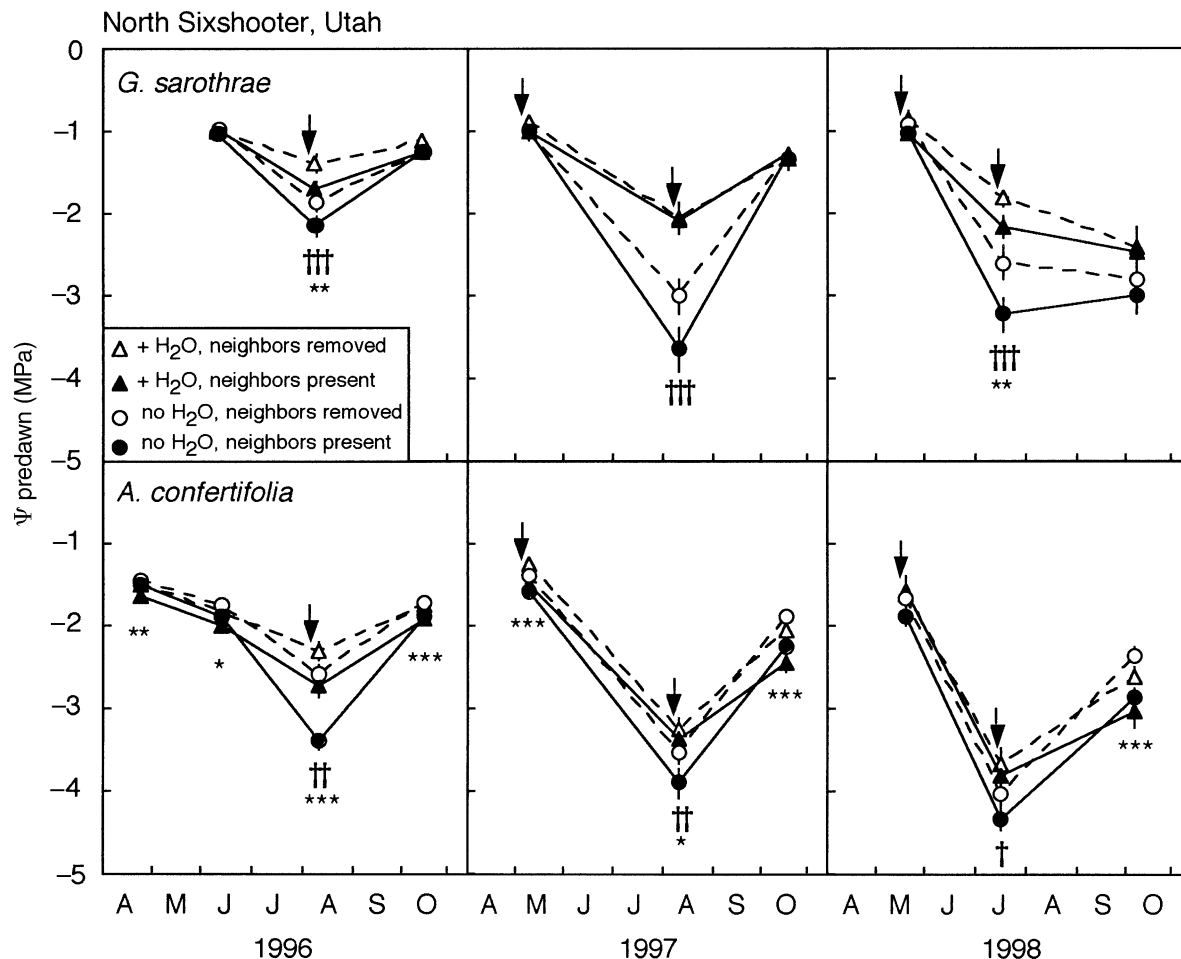 North Sixshooter, Utah
G. sarothrae
0
−1
−2
−3
−4
−5
††† 
**
†††
†††
**
+ H2O, neighbors removed
+ H2O, neighbors present
no H2O, neighbors removed
no H2O, neighbors present
Ψ predawn (MPa)
A. confertifolia
−1
−2
−3
−4
−5
**
*
††
***
***
***
††
*
***
†
***
A M J J A S O A M J J A S O A M J J A S O
1996 1997 1998